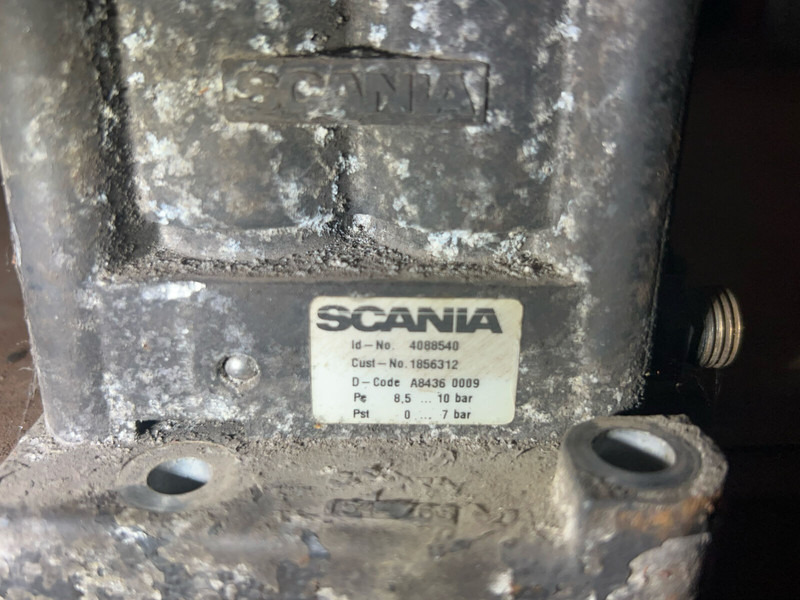 SCANIA
SCANIA
Id-No. 4088540
Cust-No. 1856312
D-Code A8436 0009
Pe 8,5 ... 10 bar
Pst 0 ... 7 bar